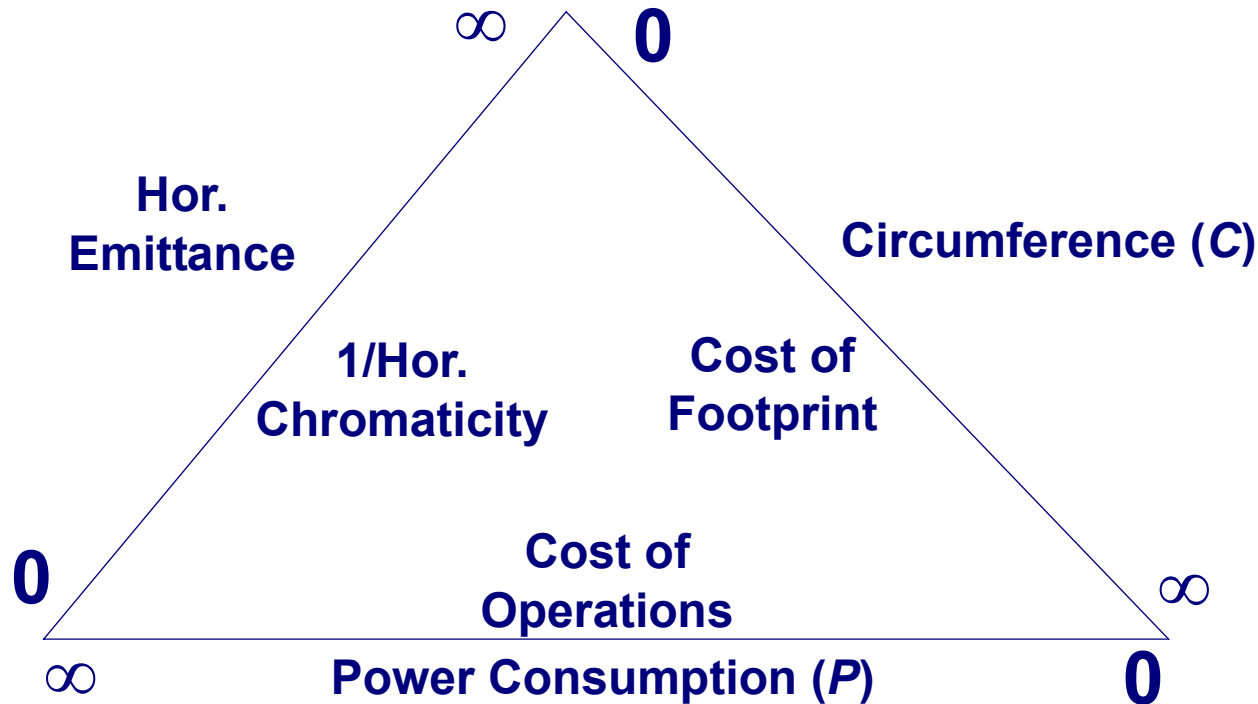 ∞ 0
Hor.
Emittance
Circumference (C)
1/Hor.
Chromaticity
Cost of
Footprint
0
Cost of
Operations
∞
∞
Power Consumption (P)
0